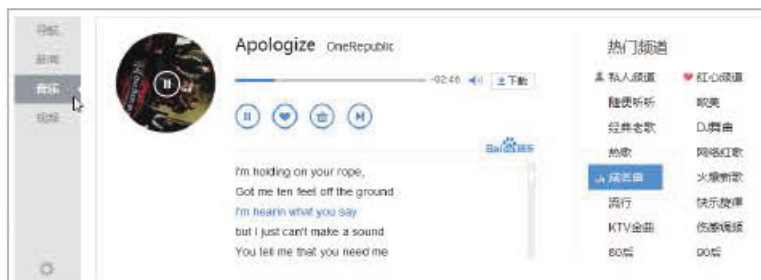 导航
新闻
音乐
视频
Apologize OneRepublic
-02:46 下载
Bai 音乐
I'm holding on your rope,
Got me ten feet off the ground
I'm hearin what you say
but I just can't make a sound
You tell me that you need me
热门频道
私人频道 红心频道
随便听听 欧美
经典老歌 DJ舞曲
热歌 网络红歌
成名曲 火爆新歌
流行 快乐旋律
KTV金曲 伤感情歌
80后 90后